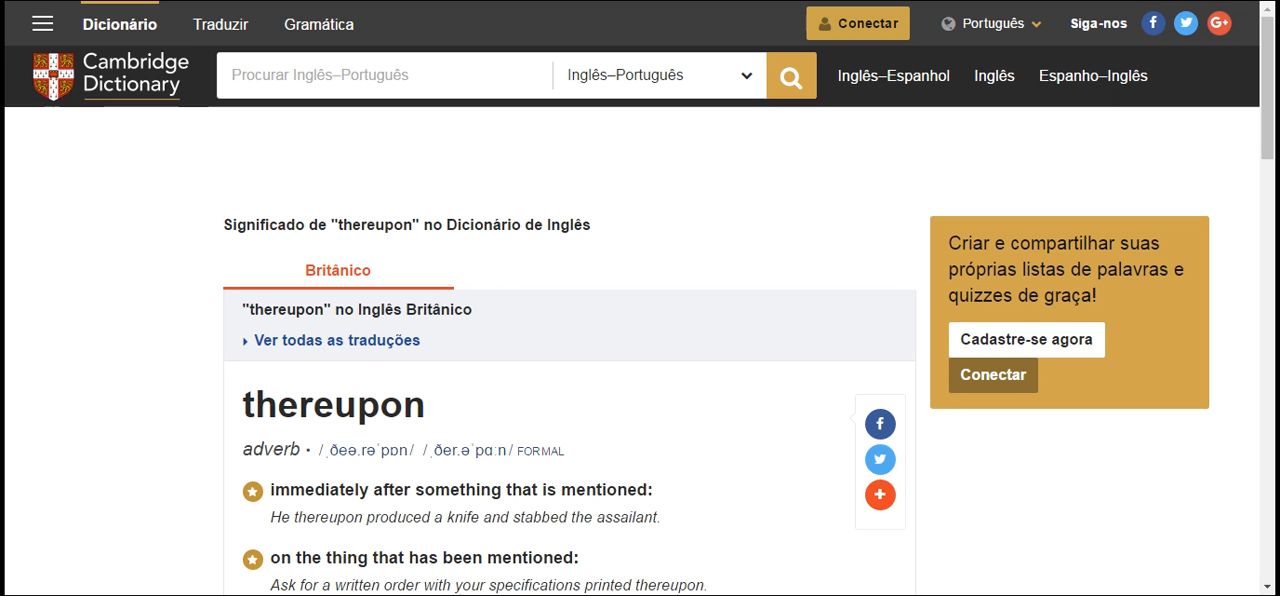 Dicionário Traduzir Gramática Conectar Português Siga-nos f G+
Cambridge Dictionary Procurar Inglês–Português Inglês–Português Inglês–Espanhol Inglês Espanho–Inglês
Significado de "thereupon" no Dicionário de Inglês
Britânico
"thereupon" no Inglês Britânico
Ver todas as traduções
thereupon
adverb • /ˌðeə.rəˈpɒn/ /ˌðer.əˈpɑːn/ FORMAL
immediately after something that is mentioned:
He thereupon produced a knife and stabbed the assailant.
on the thing that has been mentioned:
Ask for a written order with your specifications printed thereupon.
f
+
Criar e compartilhar suas
próprias listas de palavras e
quizzes de graça!
Cadastre-se agora
Conectar